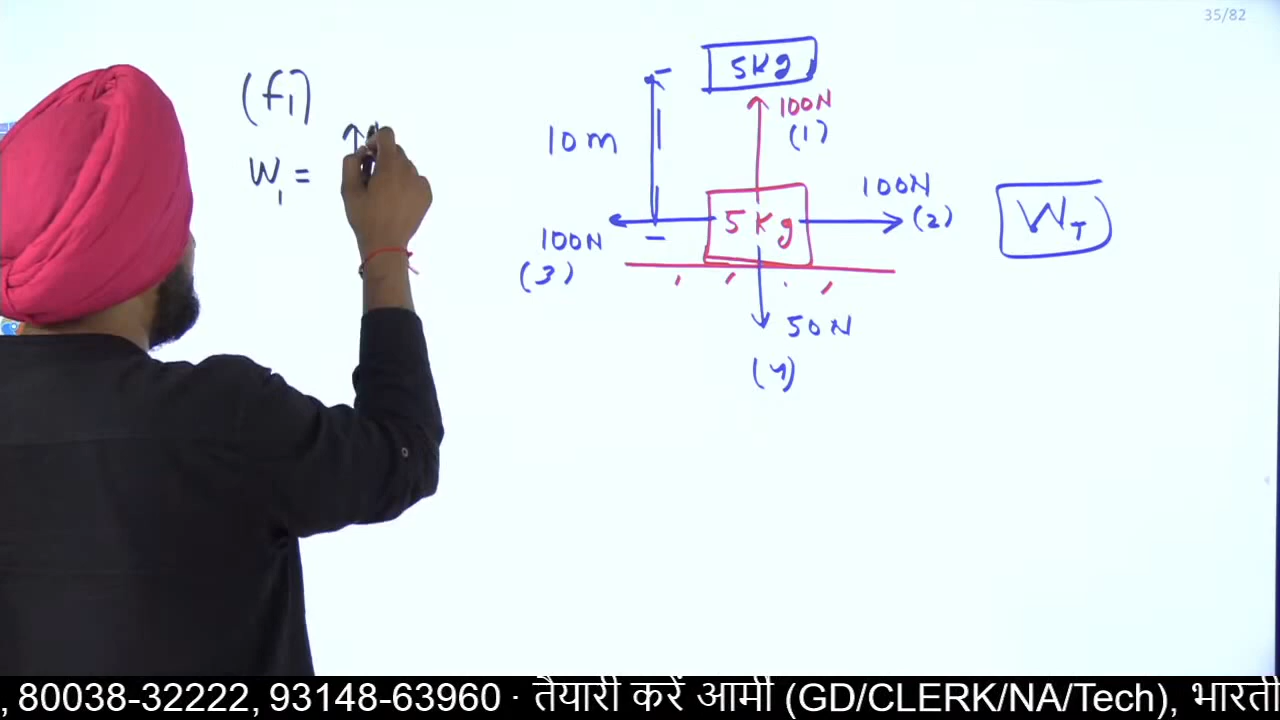 35/82
(f1)
W1 =
5Kg
100N
(1)
10m
5Kg
100N
(2)
100N
(3)
50N
(4)
WT
, 80038-32222, 93148-63960 · तैयारी करें आर्मी (GD/CLERK/NA/Tech), भारती